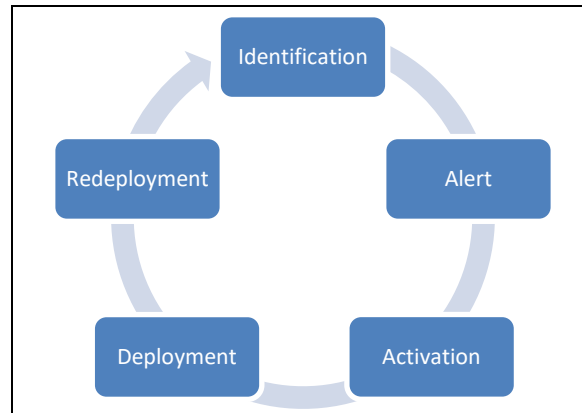 Identification
Alert
Activation
Deployment
Redeployment